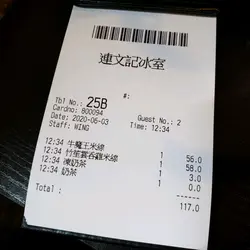 連文記冰室
#:
Tbl No.: 25B
Cardno: 800094
Guest No.: 2
Date: 2020-06-03
Time: 12:34
Staff: WING
12:34 牛魔王米線 1 56.0
12:34 竹笙雲吞雞米線 1 58.0
12:34 凍奶茶 1 3.0
12:34 奶茶 1 0.0
Total: 117.0